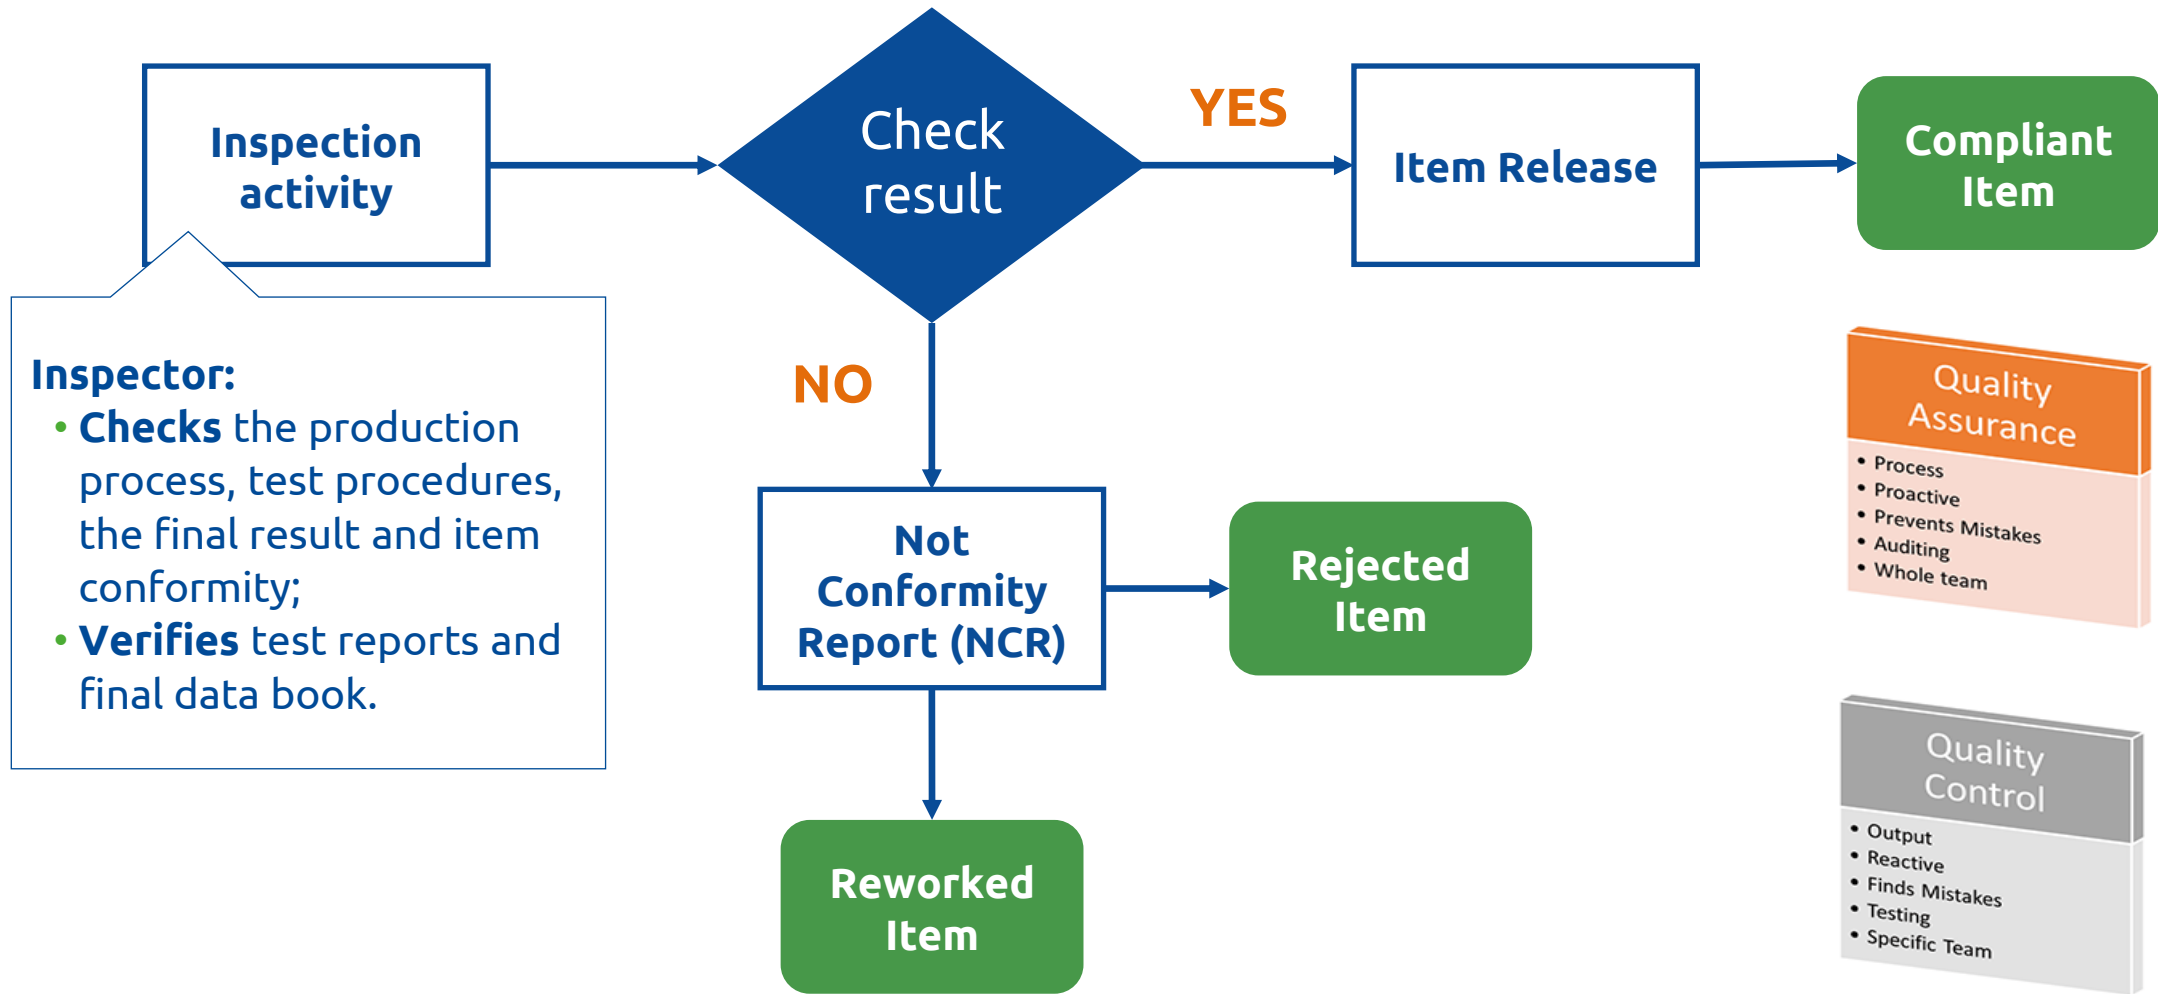 Inspection
activity
Check
result
YES
Item Release
Compliant
Item
Inspector:
• Checks the production
process, test procedures,
the final result and item
conformity;
• Verifies test reports and
final data book.
NO
Not
Conformity
Report (NCR)
Rejected
Item
Reworked
Item
Quality
Assurance
• Process
• Proactive
• Prevents Mistakes
• Auditing
• Whole team
Quality
Control
• Output
• Reactive
• Finds Mistakes
• Testing
• Specific Team